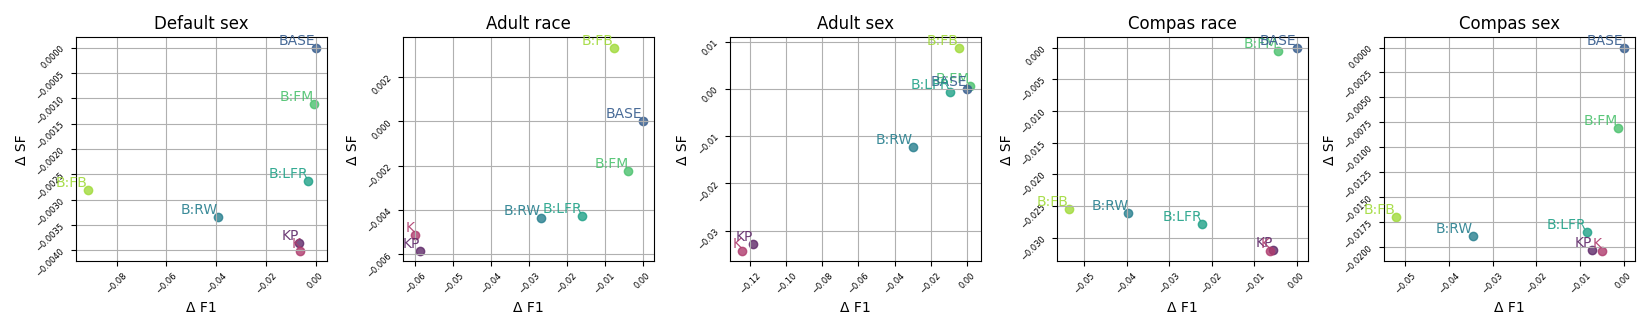 Default sex
Δ SF
0.0000
−0.0005
−0.0010
−0.0015
−0.0020
−0.0025
−0.0030
−0.0035
−0.0040
BASE
B:FM
B:LFR
B:FB
B:RW
KP
K
−0.08
−0.06
−0.04
−0.02
0.00
Δ F1
Adult race
Δ SF
0.002
0.000
−0.002
−0.004
−0.006
B:FB
BASE
B:FM
B:RW
B:LFR
K
KP
−0.06
−0.05
−0.04
−0.03
−0.02
−0.01
0.00
Δ F1
Adult sex
Δ SF
0.01
0.00
−0.01
−0.02
−0.03
B:FB
B:FM
BASE
B:LFR
B:RW
KP
K
−0.12
−0.10
−0.08
−0.06
−0.04
−0.02
0.00
Δ F1
Compas race
Δ SF
0.000
−0.005
−0.010
−0.015
−0.020
−0.025
−0.030
BASE
B:FM
B:FB
B:RW
B:LFR
KP
K
−0.05
−0.04
−0.03
−0.02
−0.01
0.00
Δ F1
Compas sex
Δ SF
0.0000
−0.0025
−0.0050
−0.0075
−0.0100
−0.0125
−0.0150
−0.0175
−0.0200
BASE
B:FM
B:FB
B:RW
B:LFR
KP
K
−0.05
−0.04
−0.03
−0.02
−0.01
0.00
Δ F1